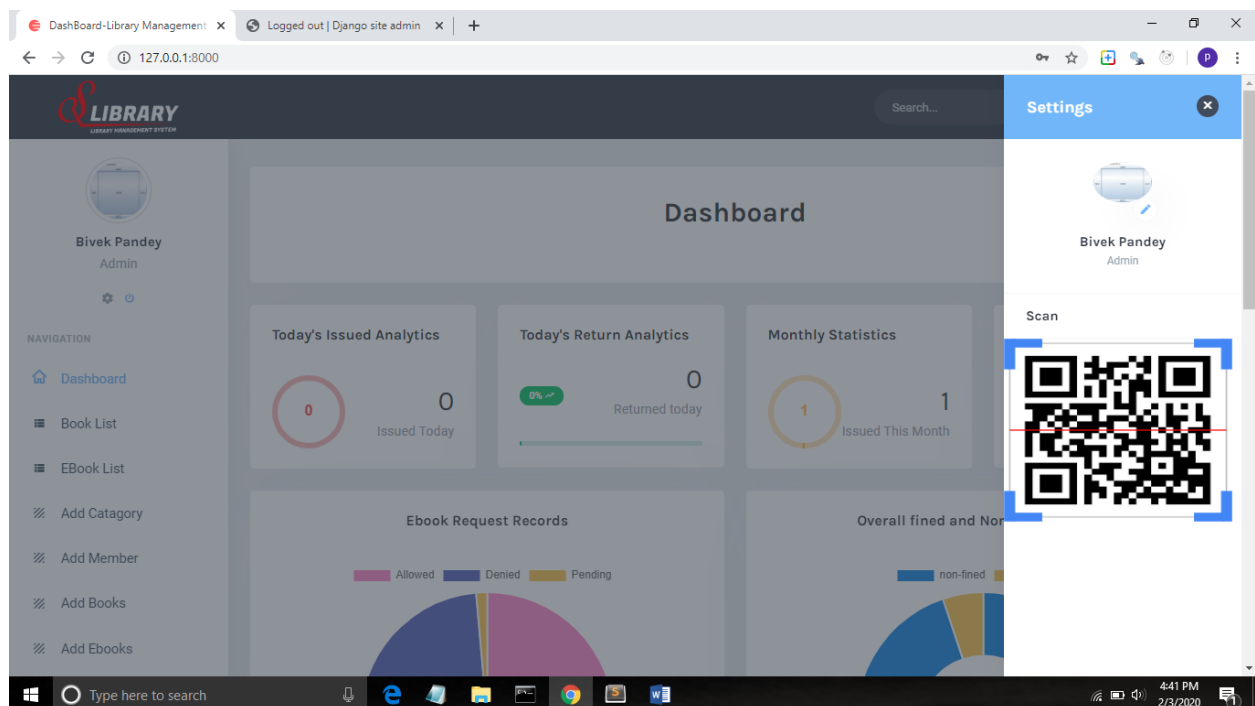 DashBoard-Library Management
Logged out | Django site admin
127.0.0.1:8000
P
LIBRARY
LIBRARY MANAGEMENT SYSTEM
Search...
Settings
Bivek Pandey
Admin
NAVIGATION
Dashboard
Book List
EBook List
Add Catagory
Add Member
Add Books
Add Ebooks
Dashboard
Today's Issued Analytics
0
0
Issued Today
Today's Return Analytics
0%
0
Returned today
Monthly Statistics
1
1
Issued This Month
Ebook Request Records
Allowed Denied Pending
Overall fined and Nor
non-fined
Bivek Pandey
Admin
Scan
Type here to search
4:41 PM
2/3/2020